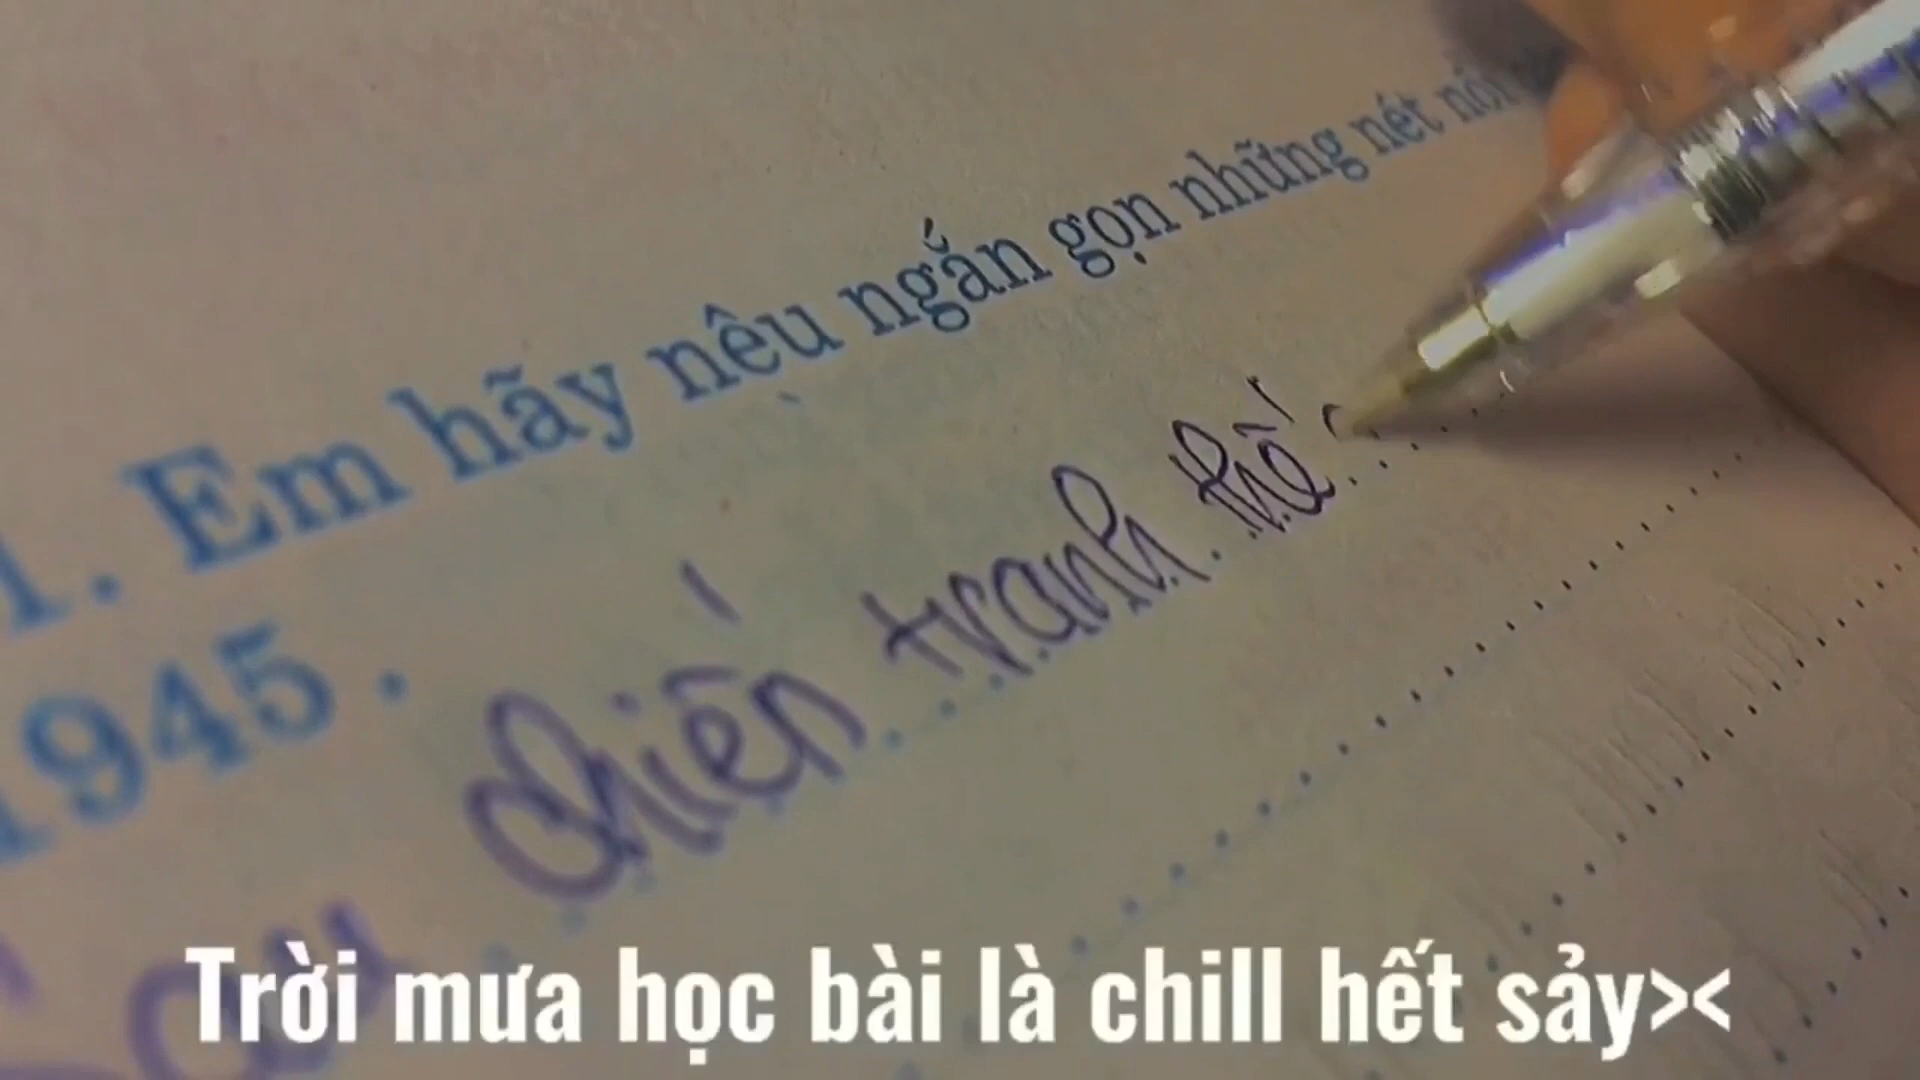 1. Em hãy nêu ngắn gọn những nét nổi
1945.
Sau chiến tranh thế
Trời mưa học bài là chill hết sảy><